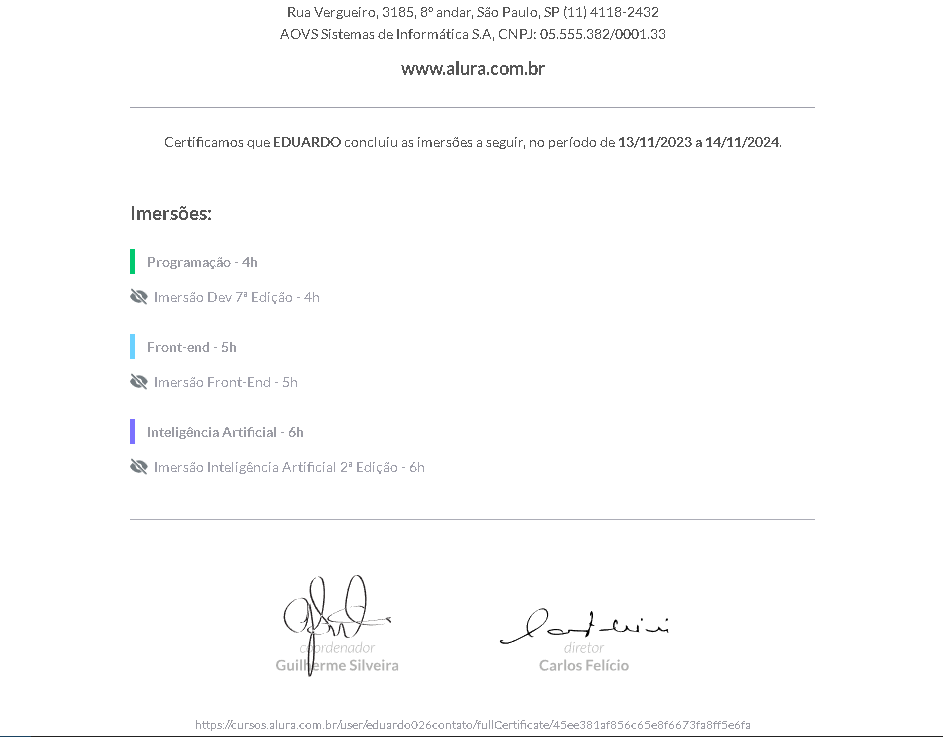 Rua Vergueiro, 3185, 8º andar, São Paulo, SP (11) 4118-2432
AOVS Sistemas de Informática S.A, CNPJ: 05.555.382/0001.33
www.alura.com.br
Certificamos que EDUARDO concluiu as imersões a seguir, no período de 13/11/2023 a 14/11/2024.
Imersões:
Programação - 4h
Imersão Dev 7ª Edição - 4h
Front-end - 5h
Imersão Front-End - 5h
Inteligência Artificial - 6h
Imersão Inteligência Artificial 2ª Edição - 6h
coordenador
Guilherme Silveira
diretor
Carlos Felício
https://cursos.alura.com.br/user/eduardo026contato/fullCertificate/45ee381af856c65e8f6673fa8ff5e6fa